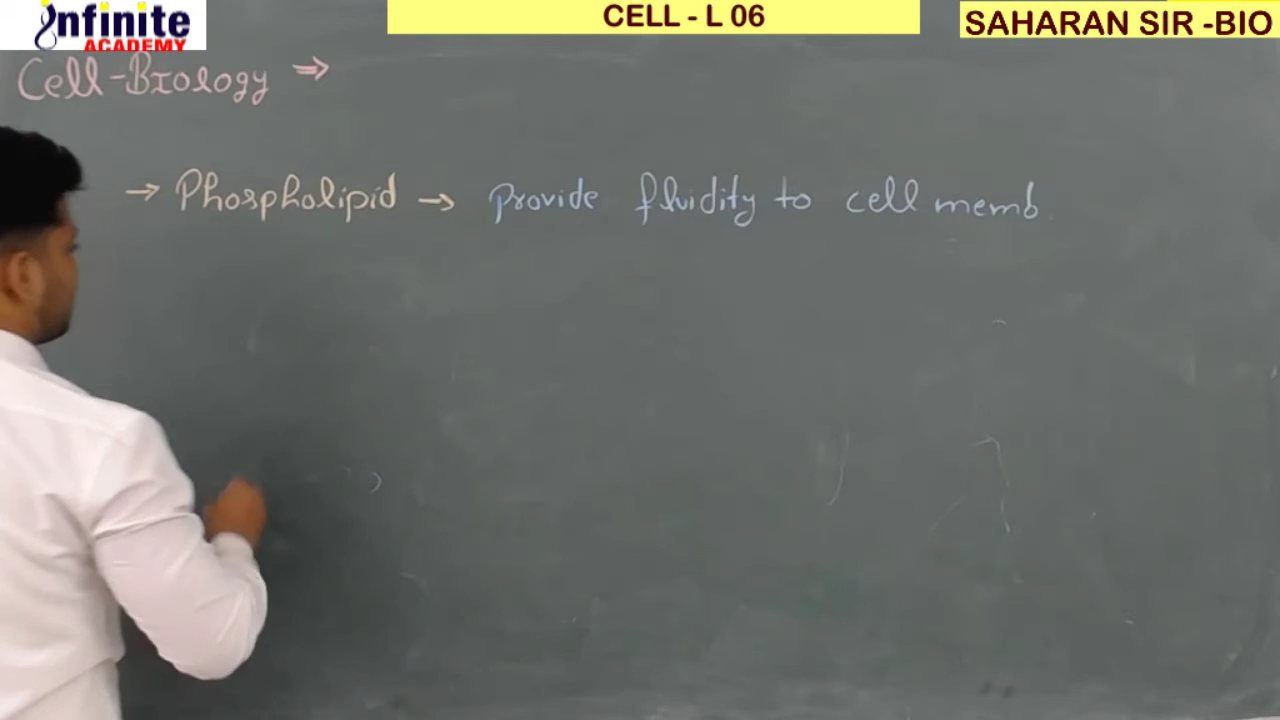 infinite
ACADEMY
CELL - L 06
SAHARAN SIR -BIO
Cell-Biology ⇒
→ Phospholipid → provide fluidity to cell memb.